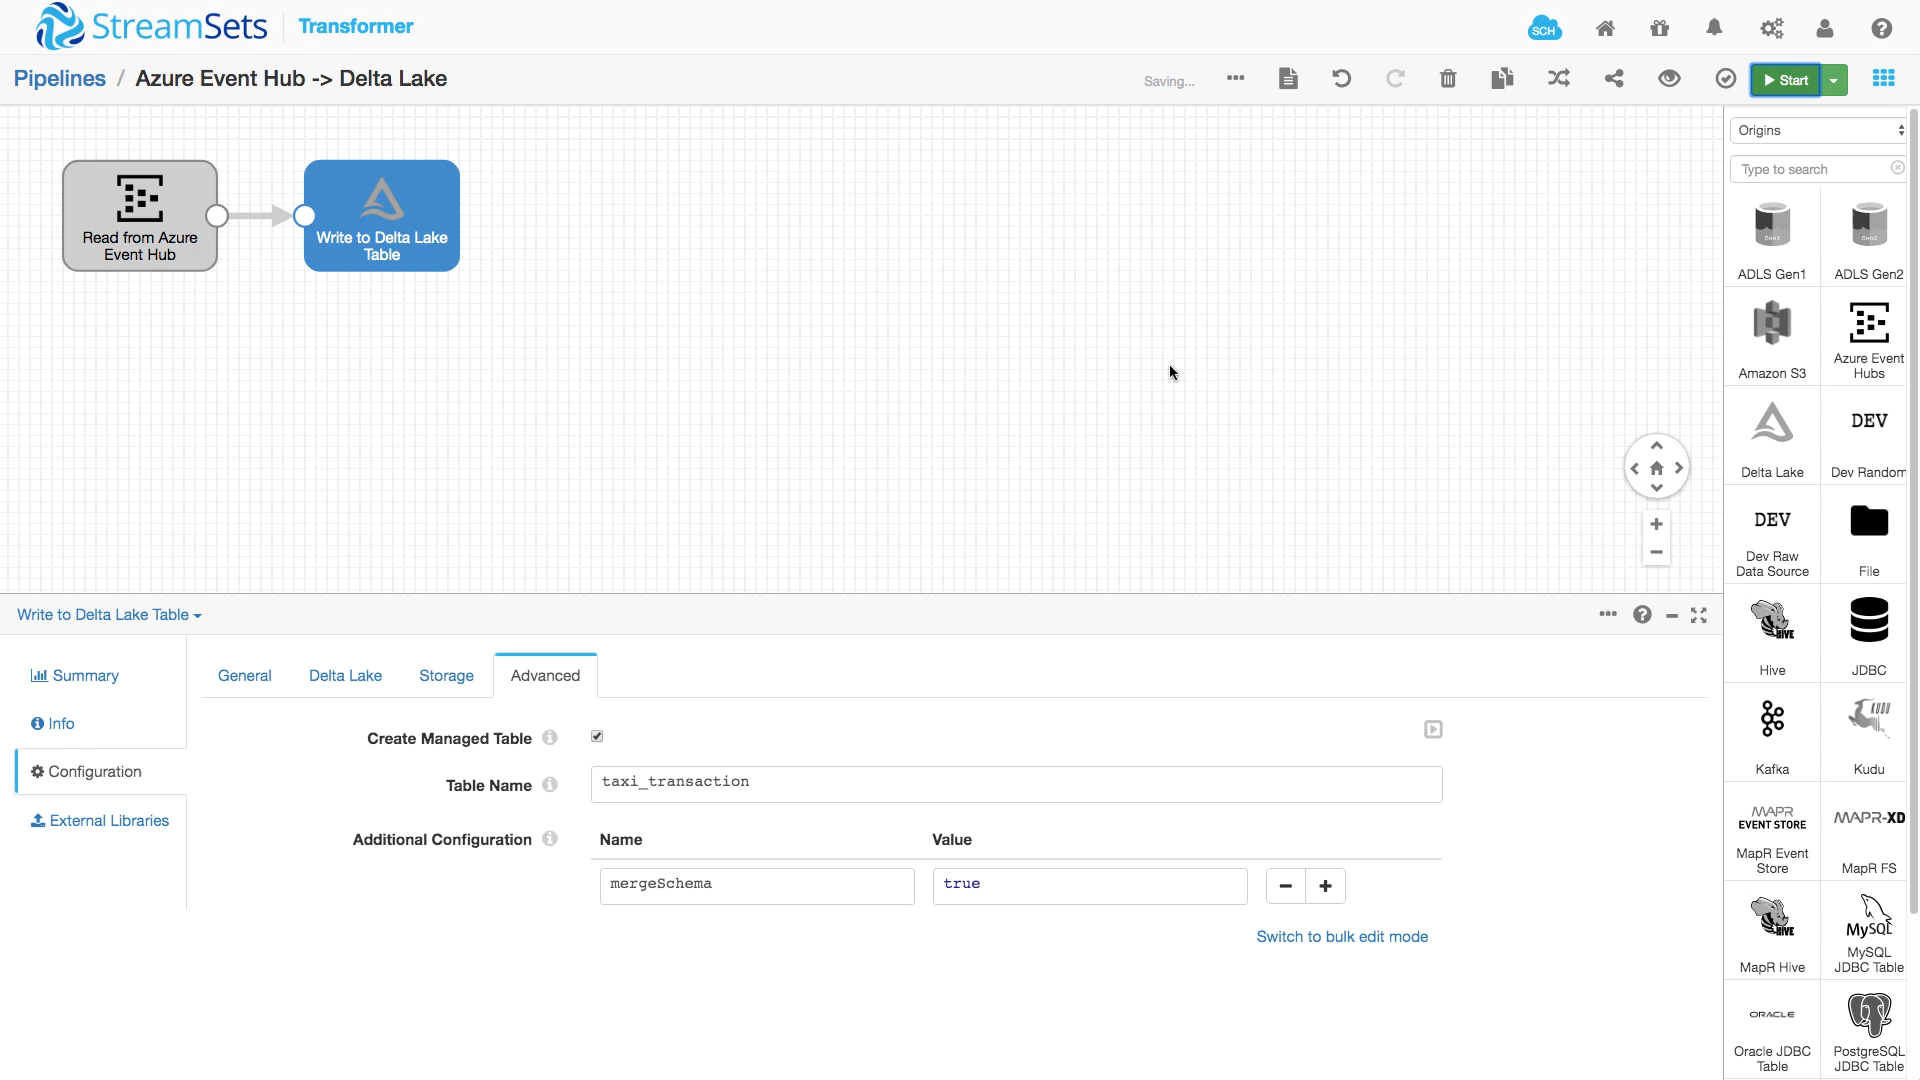 StreamSets Transformer
SCH
Pipelines / Azure Event Hub -> Delta Lake
Saving...
Start
Read from Azure
Event Hub
Write to Delta Lake
Table
Origins
Type to search
Gen1
Gen2
ADLS Gen1
ADLS Gen2
Amazon S3
Azure Event
Hubs
Delta Lake
DEV
Dev Random
DEV
Dev Raw
Data Source
File
HIVE
Hive
JDBC
Kafka
KUDU
Kudu
MAPR
EVENT STORE
MapR Event
Store
MAPR-XD
MapR FS
HIVE
MapR Hive
MySQL
MySQL
JDBC Table
ORACLE
Oracle JDBC
Table
PostgreSQL
JDBC Table
Write to Delta Lake Table
Summary
Info
Configuration
External Libraries
General
Delta Lake
Storage
Advanced
Create Managed Table
Table Name
taxi_transaction
Additional Configuration
Name
Value
mergeSchema
true
Switch to bulk edit mode